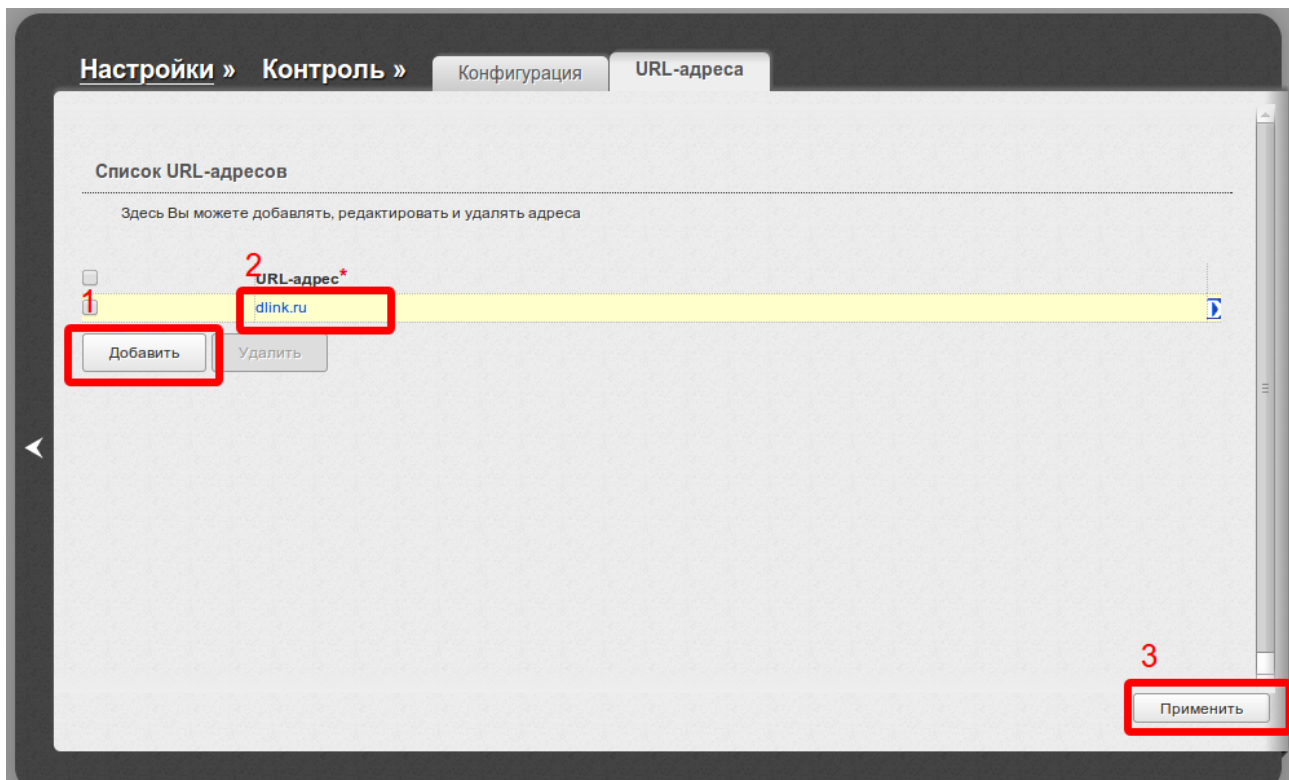 Настройки » Контроль » Конфигурация URL-адреса
Список URL-адресов
Здесь Вы можете добавлять, редактировать и удалять адреса
2
URL-адрес*
1
dlink.ru
Добавить Удалить
3
Применить